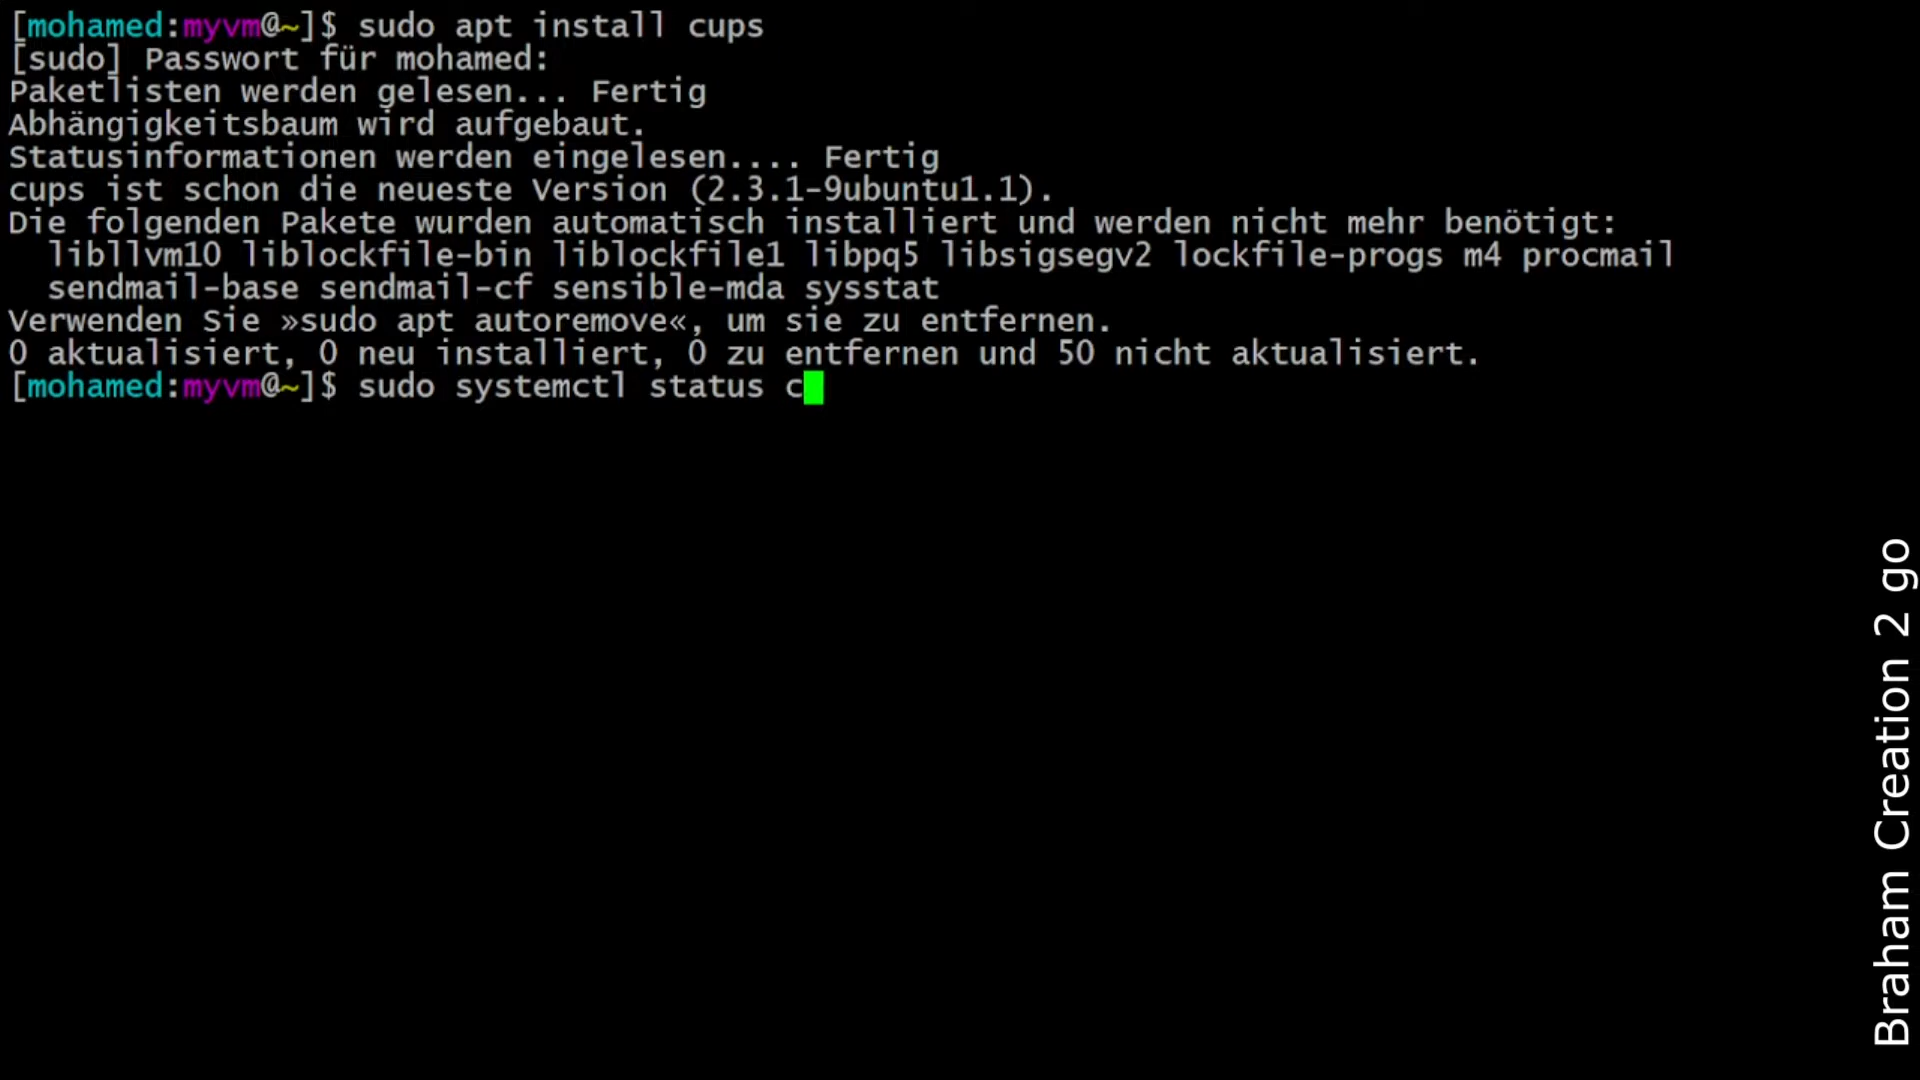 [mohamed:myvm@~]$ sudo apt install cups
[sudo] Passwort für mohamed:
Paketlisten werden gelesen... Fertig
Abhängigkeitsbaum wird aufgebaut.
Statusinformationen werden eingelesen.... Fertig
cups ist schon die neueste Version (2.3.1-9ubuntu1.1).
Die folgenden Pakete wurden automatisch installiert und werden nicht mehr benötigt:
  libllvm10 liblockfile-bin liblockfile1 libpq5 libsigsegv2 lockfile-progs m4 procmail
  sendmail-base sendmail-cf sensible-mda sysstat
Verwenden Sie »sudo apt autoremove«, um sie zu entfernen.
0 aktualisiert, 0 neu installiert, 0 zu entfernen und 50 nicht aktualisiert.
[mohamed:myvm@~]$ sudo systemctl status c
Braham Creation 2 go